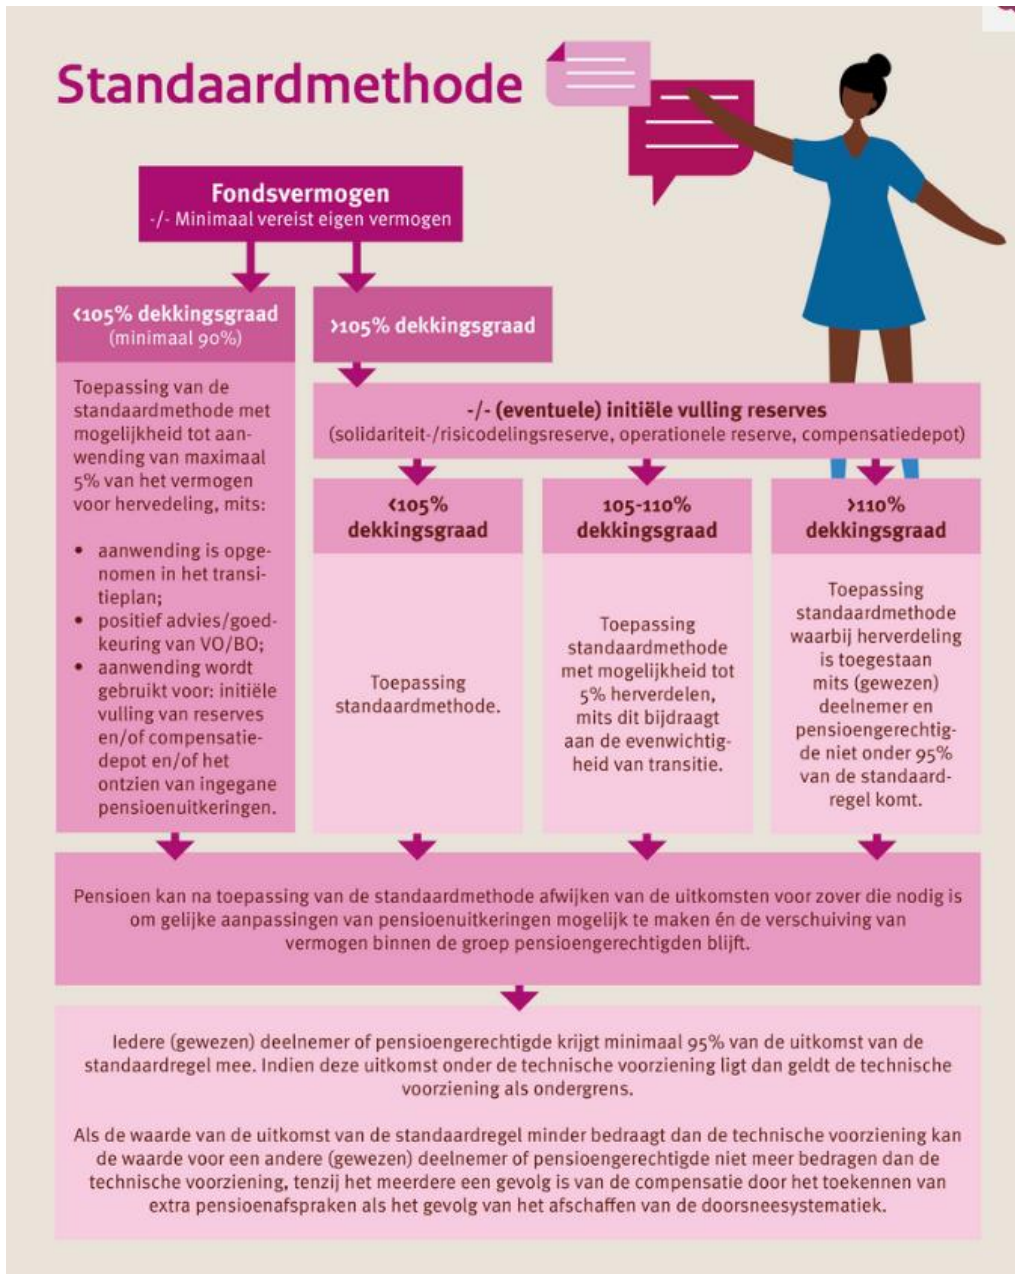 Standaardmethode
Fondsvermogen
-/- Minimaal vereist eigen vermogen
<105% dekkingsgraad
(minimaal 90%)
>105% dekkingsgraad
Toepassing van de
standaardmethode met
mogelijkheid tot aan-
wending van maximaal
5% van het vermogen
voor hervedeling, mits:
• aanwending is opge-
nomen in het transi-
tieplan;
• positief advies/goed-
keuring van VO/BO;
• aanwending wordt
gebruikt voor: initiële
vulling van reserves
en/of compensatie-
depot en/of het
ontzien van ingegane
pensioenuitkeringen.
-/- (eventuele) initiële vulling reserves
(solidariteit-/risicodelingsreserve, operationele reserve, compensatiedepot)
<105%
dekkingsgraad
Toepassing
standaardmethode.
105-110%
dekkingsgraad
Toepassing
standaardmethode
met mogelijkheid tot
5% herverdelen,
mits dit bijdraagt
aan de evenwichtig-
heid van transitie.
>110%
dekkingsgraad
Toepassing
standaardmethode
waarbij herverdeling
is toegestaan
mits (gewezen)
deelnemer en
pensioengerechtig-
de niet onder 95%
van de standaard-
regel komt.
Pensioen kan na toepassing van de standaardmethode afwijken van de uitkomsten voor zover die nodig is
om gelijke aanpassingen van pensioenuitkeringen mogelijk te maken én de verschuiving van
vermogen binnen de groep pensioengerechtigden blijft.
Iedere (gewezen) deelnemer of pensioengerechtigde krijgt minimaal 95% van de uitkomst van de
standaardregel mee. Indien deze uitkomst onder de technische voorziening ligt dan geldt de technische
voorziening als ondergrens.
Als de waarde van de uitkomst van de standaardregel minder bedraagt dan de technische voorziening kan
de waarde voor een andere (gewezen) deelnemer of pensioengerechtigde niet meer bedragen dan de
technische voorziening, tenzij het meerdere een gevolg is van de compensatie door het toekennen van
extra pensioenafspraken als het gevolg van het afschaffen van de doorsneesystematiek.